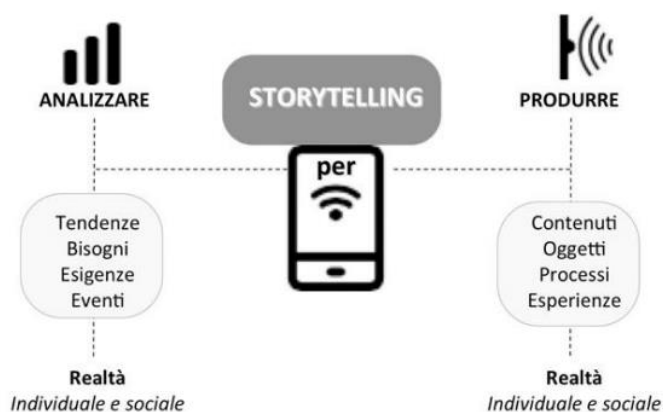 STORYTELLING
ANALIZZARE
PRODURRE
per
Tendenze
Bisogni
Esigenze
Eventi
Contenuti
Oggetti
Processi
Esperienze
Realtà
Individuale e sociale
Realtà
Individuale e sociale